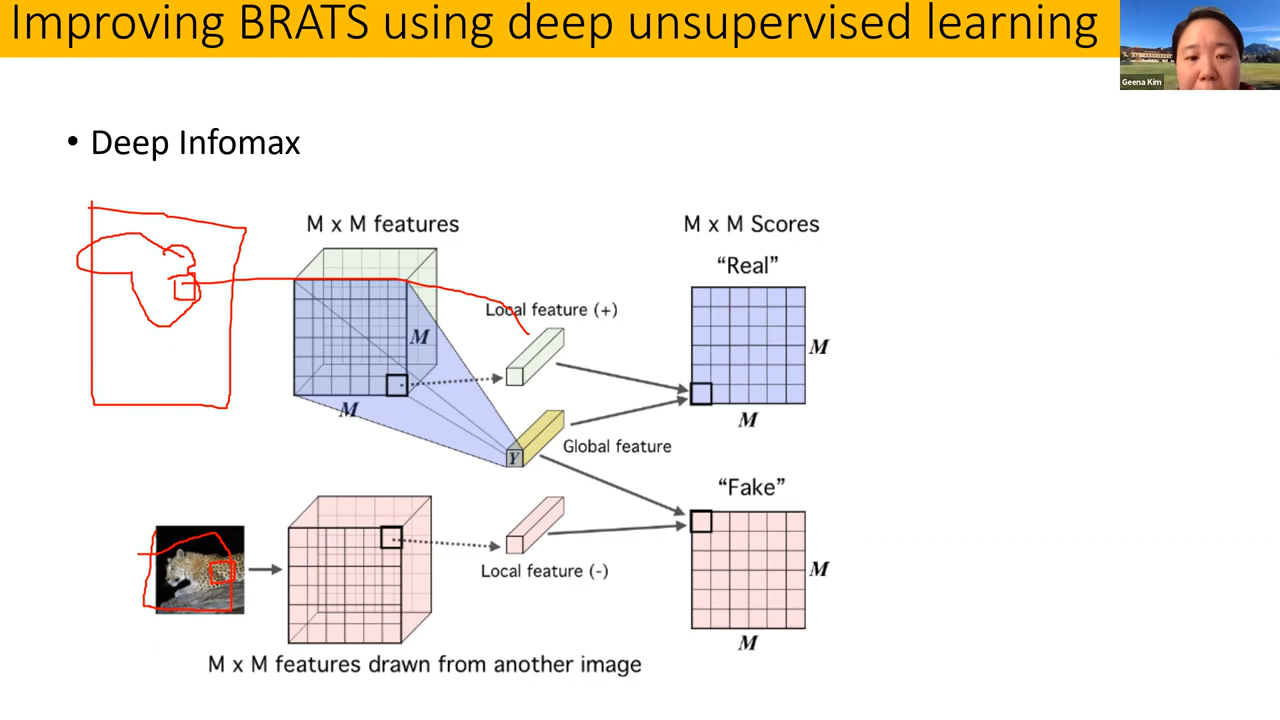 Improving BRATS using deep unsupervised learning
Geena Kim
• Deep Infomax
M x M features
M x M Scores
“Real”
Local feature (+)
M
M
M
M
Y
Global feature
“Fake”
Local feature (-)
M
M
M x M features drawn from another image